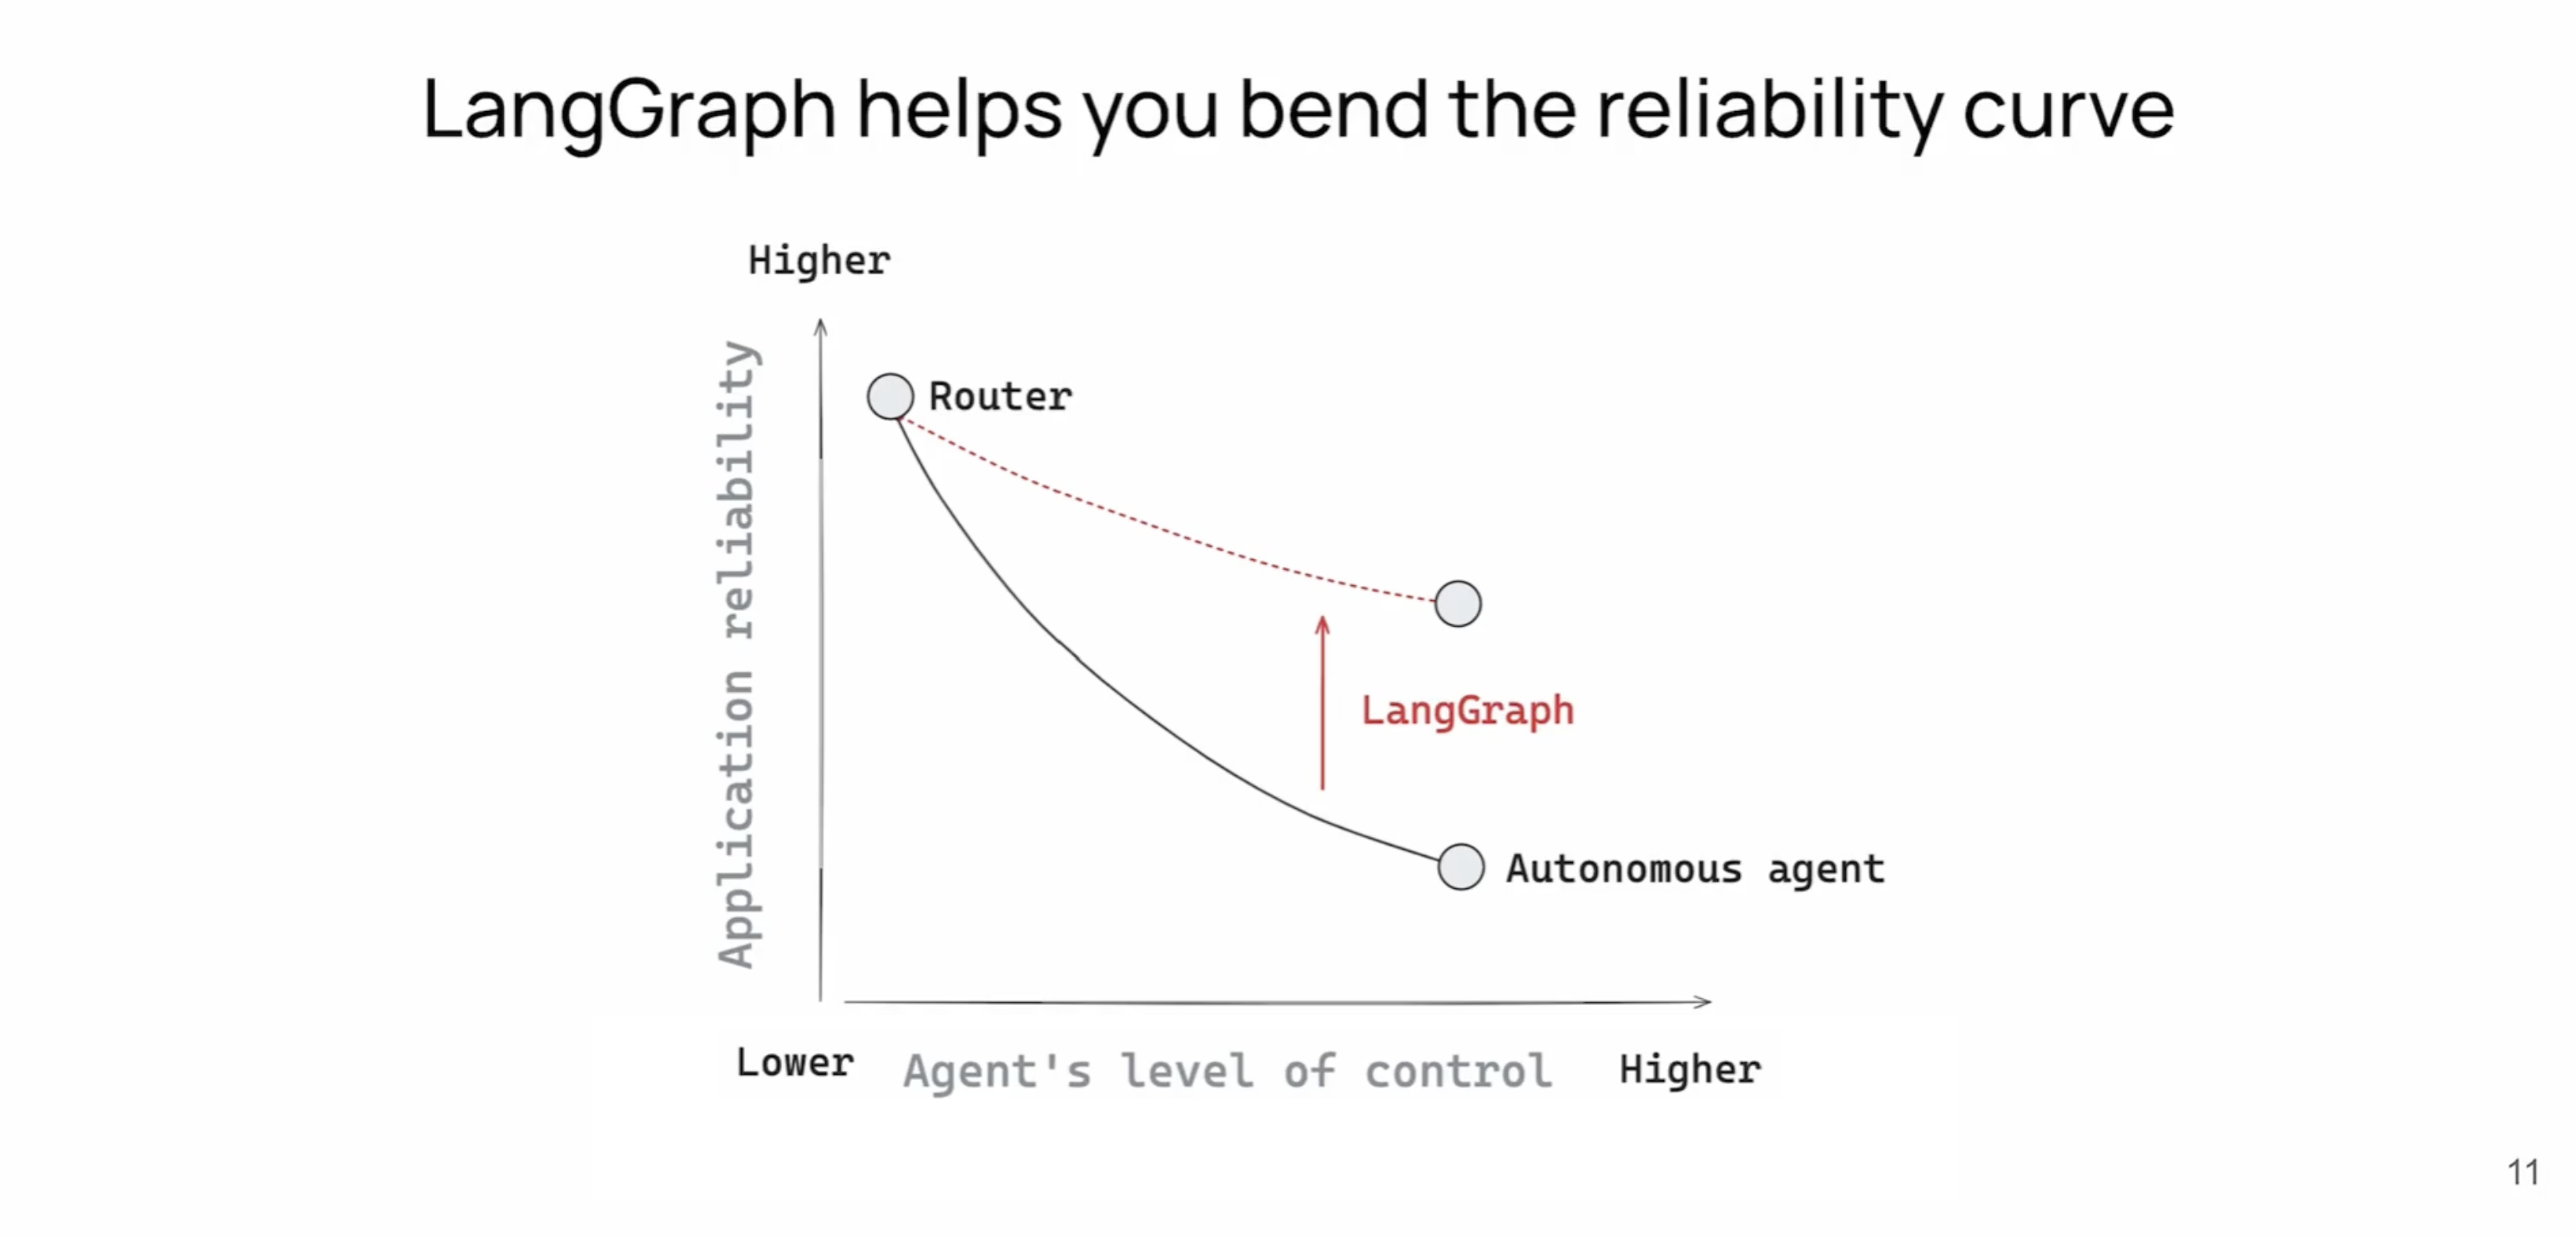 LangGraph helps you bend the reliability curve
Higher
Application reliability
Router
LangGraph
Autonomous agent
Lower
Agent's level of control
Higher
11